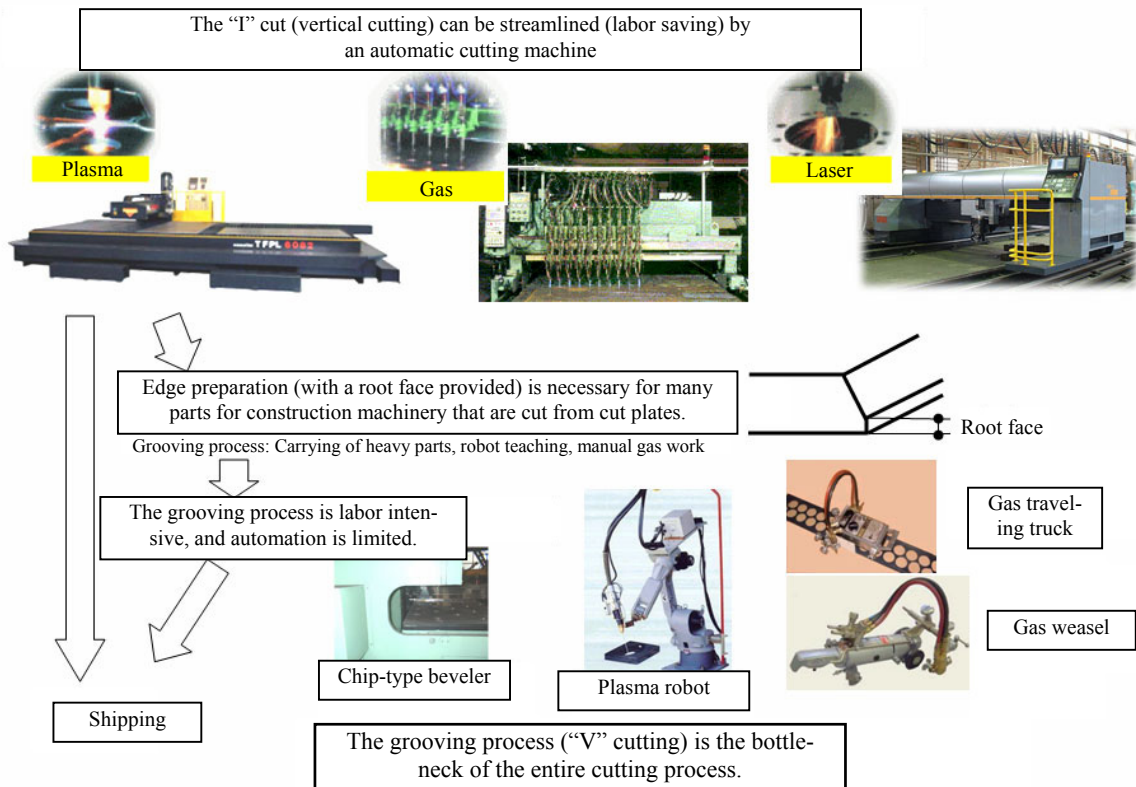 The “I” cut (vertical cutting) can be streamlined (labor saving) by
an automatic cutting machine
Plasma
Gas
Laser
TFPL 6082
Edge preparation (with a root face provided) is necessary for many
parts for construction machinery that are cut from cut plates.
Root face
Grooving process: Carrying of heavy parts, robot teaching, manual gas work
The grooving process is labor inten-
sive, and automation is limited.
Gas travel-
ing truck
Gas weasel
Chip-type beveler
Plasma robot
Shipping
The grooving process (“V” cutting) is the bottle-
neck of the entire cutting process.